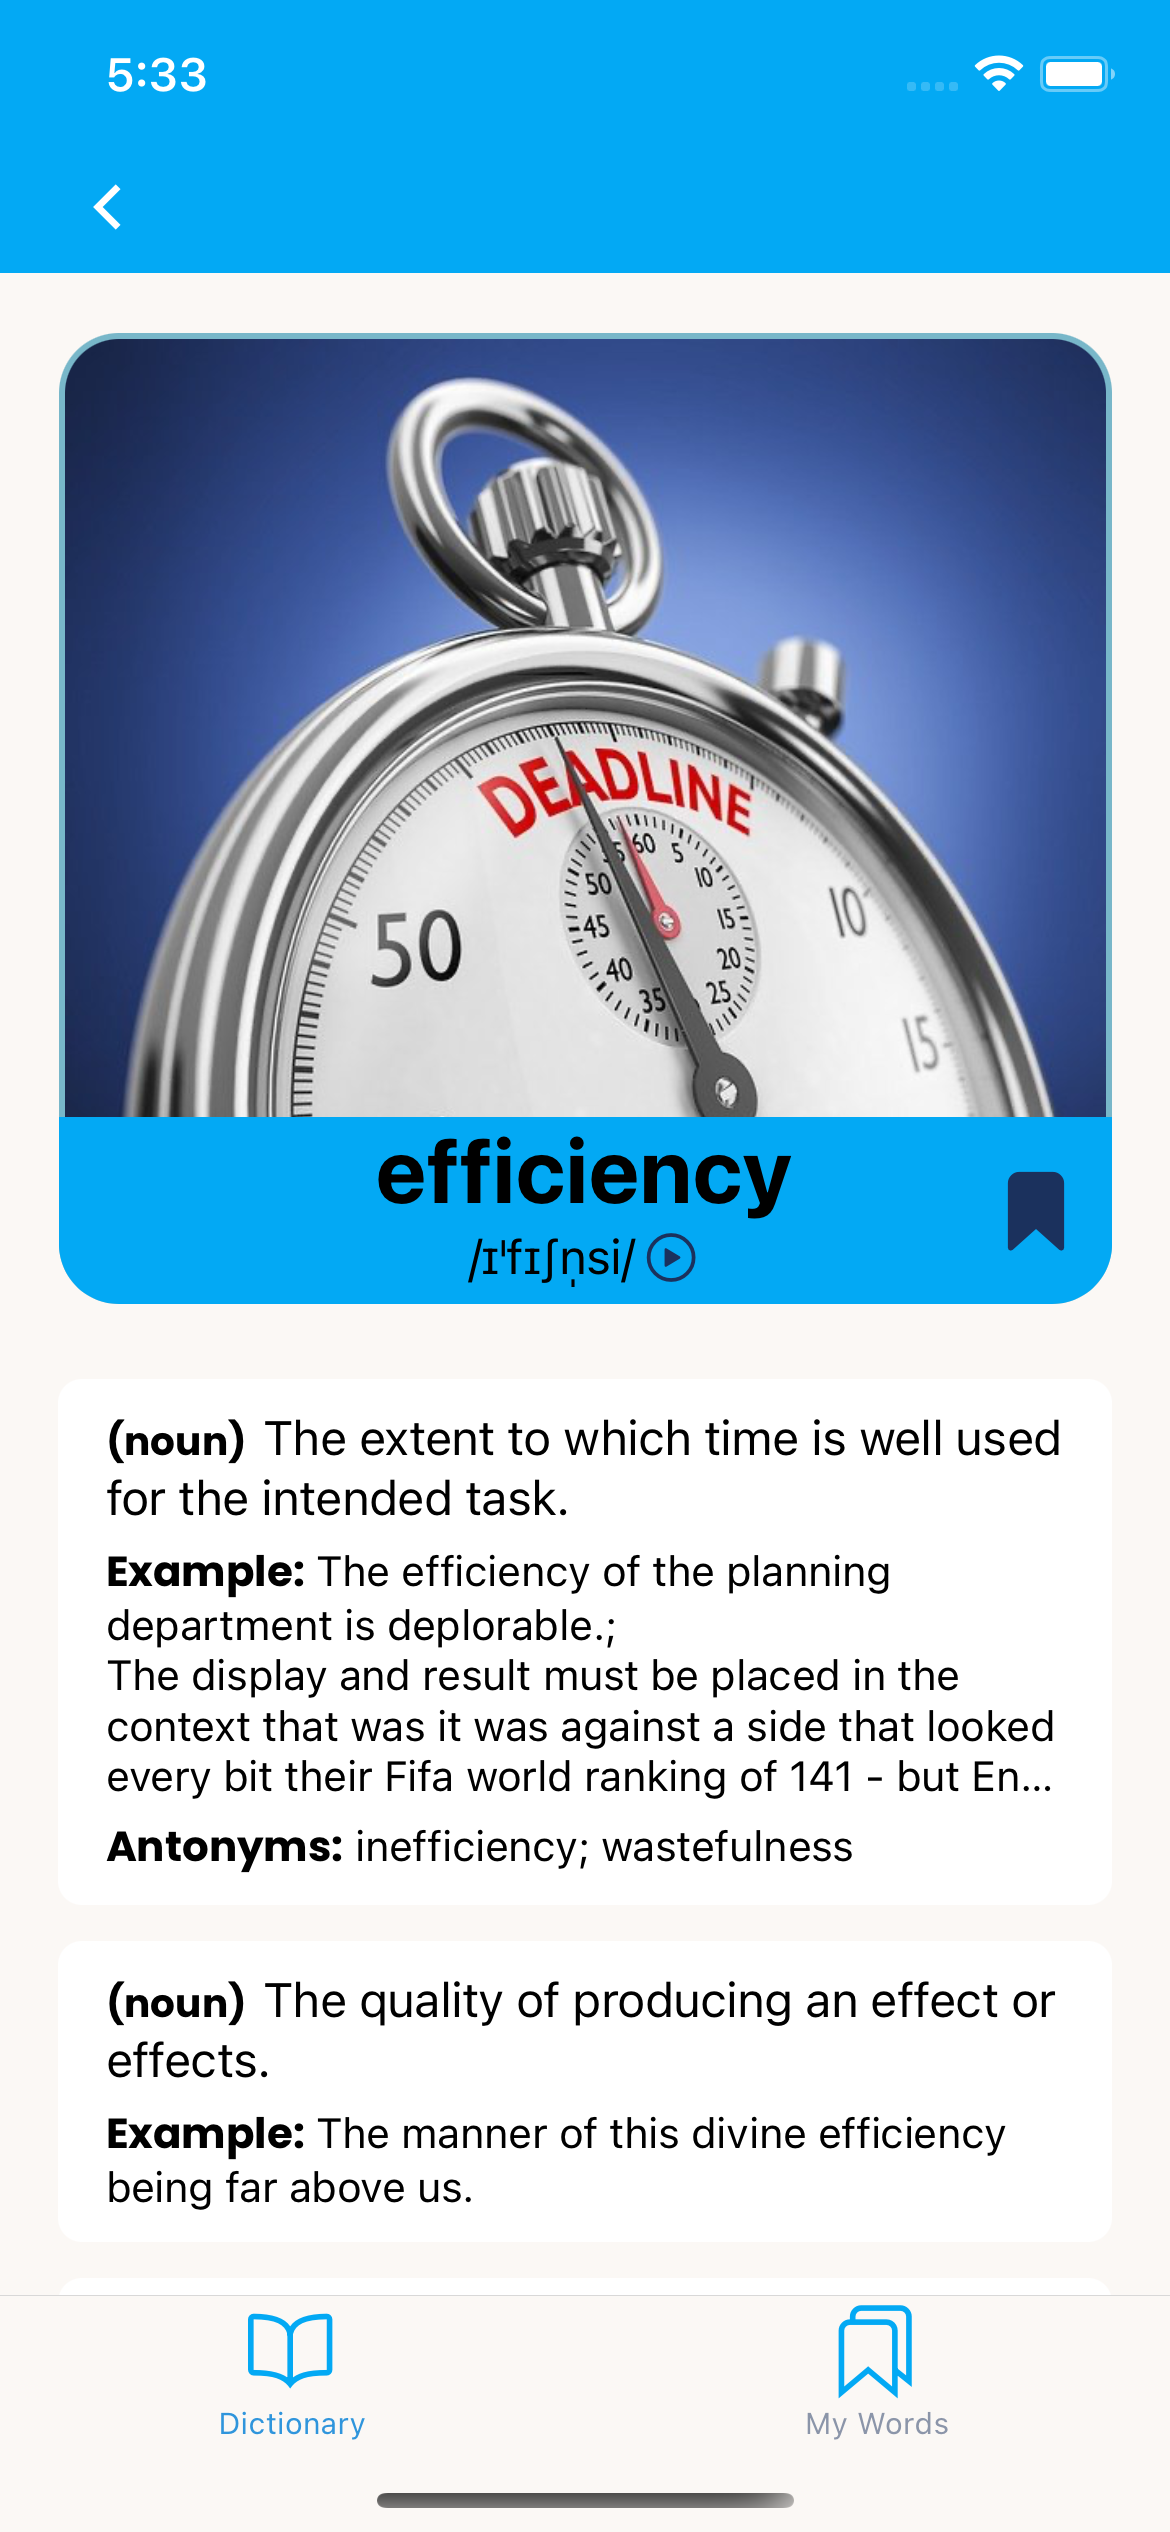 5:33
DEADLINE
60
5
10
15
20
25
35
40
45
50
50
10
15
efficiency
/ɪˈfɪʃn̩si/
(noun) The extent to which time is well used
for the intended task.
Example: The efficiency of the planning
department is deplorable.;
The display and result must be placed in the
context that was it was against a side that looked
every bit their Fifa world ranking of 141 - but En...
Antonyms: inefficiency; wastefulness
(noun) The quality of producing an effect or
effects.
Example: The manner of this divine efficiency
being far above us.
Dictionary
My Words